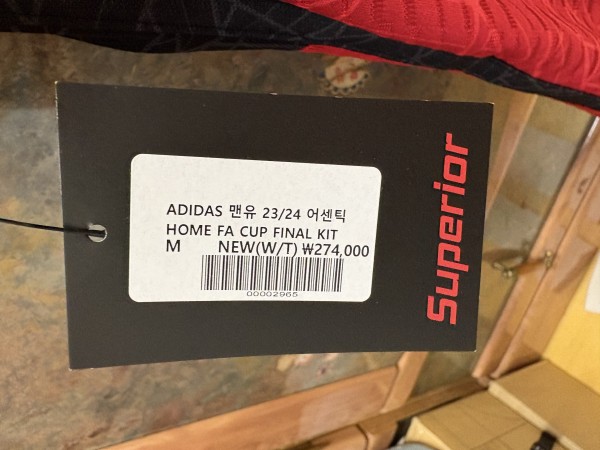 ADIDAS 맨유 23/24 어센틱
HOME FA CUP FINAL KIT
M NEW(W/T) ₩274,000
00002965
Superior